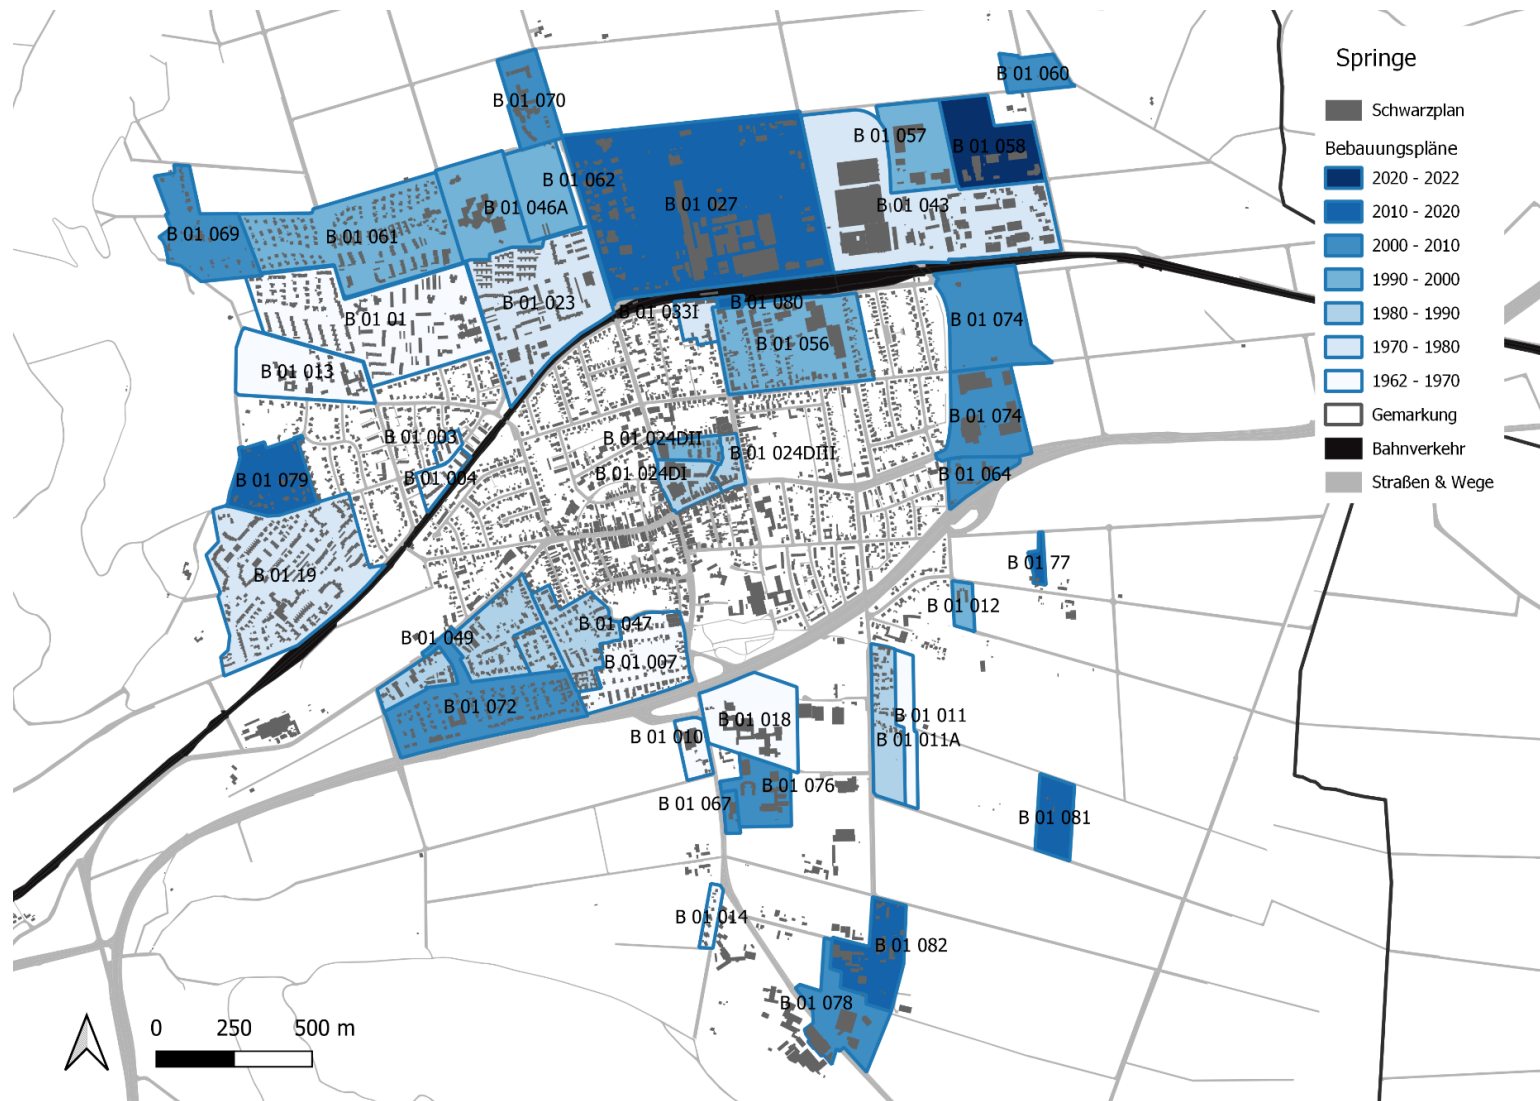 Springe
Schwarzplan
Bebauungspläne
2020 - 2022
2010 - 2020
2000 - 2010
1990 - 2000
1980 - 1990
1970 - 1980
1962 - 1970
Gemarkung
Bahnverkehr
Straßen & Wege
B 01 060
B 01 070
B 01 057
B 01 058
B 01 062
B 01 027
B 01 046A
B 01 043
B 01 069
B 01 061
B 01 023
B 01 080
B 01 033I
B 01 01
B 01 074
B 01 056
B 01 013
B 01 074
B 01 003
B 01 024DII
B 01 024DIII
B 01 024DI
B 01 004
B 01 079
B 01 064
B 01 77
B 01 19
B 01 012
B 01 047
B 01 049
B 01 007
B 01 072
B 01 018
B 01 011
B 01 010
B 01 011A
B 01 076
B 01 067
B 01 081
B 01 014
B 01 082
B 01 078
0 250 500 m